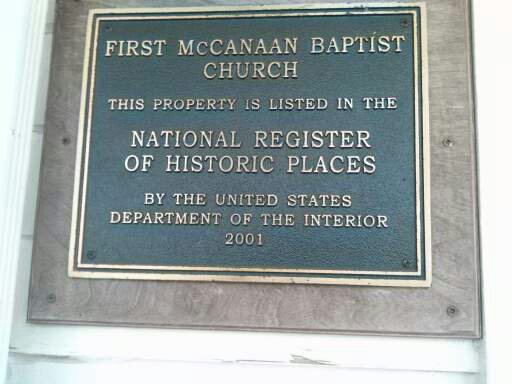 FIRST McCANAAN BAPTIST
CHURCH
THIS PROPERTY IS LISTED IN THE
NATIONAL REGISTER
OF HISTORIC PLACES
BY THE UNITED STATES
DEPARTMENT OF THE INTERIOR
2001